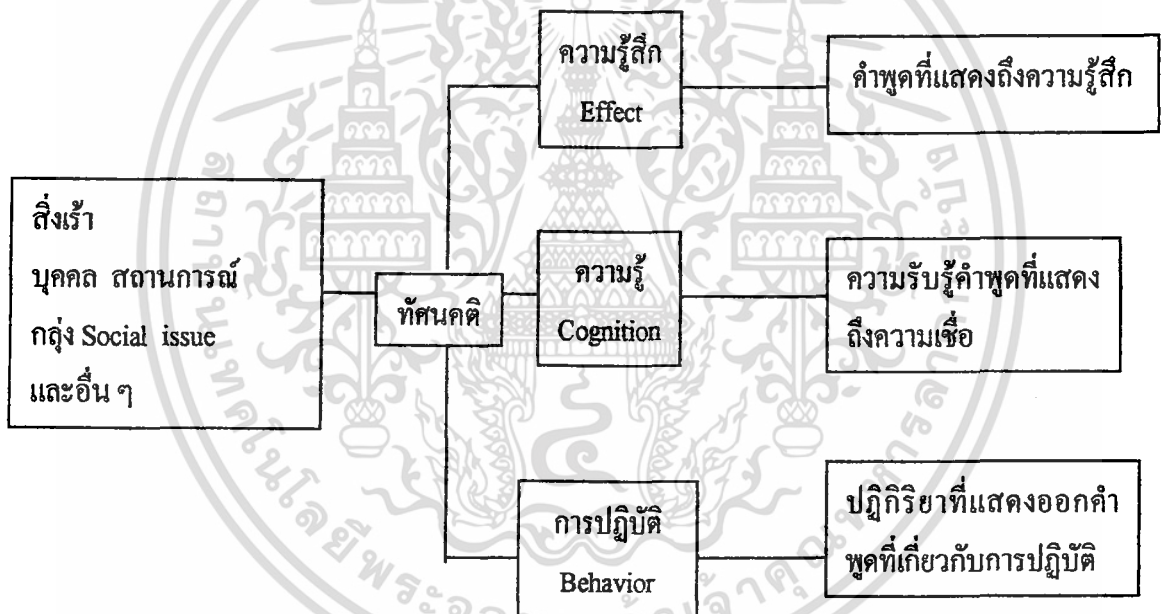 ความรู้สึก
Effect
คำพูดที่แสดงถึงความรู้สึก
สิ่งเร้า
บุคคล สถานการณ์
กลุ่ง Social issue
และอื่น ๆ
ทัศนคติ
ความรู้
Cognition
ความรับรู้คำพูดที่แสดง
ถึงความเชื่อ
การปฏิบัติ
Behavior
ปฏิกิริยาที่แสดงออกคำ
พูดที่เกี่ยวกับการปฏิบัติ